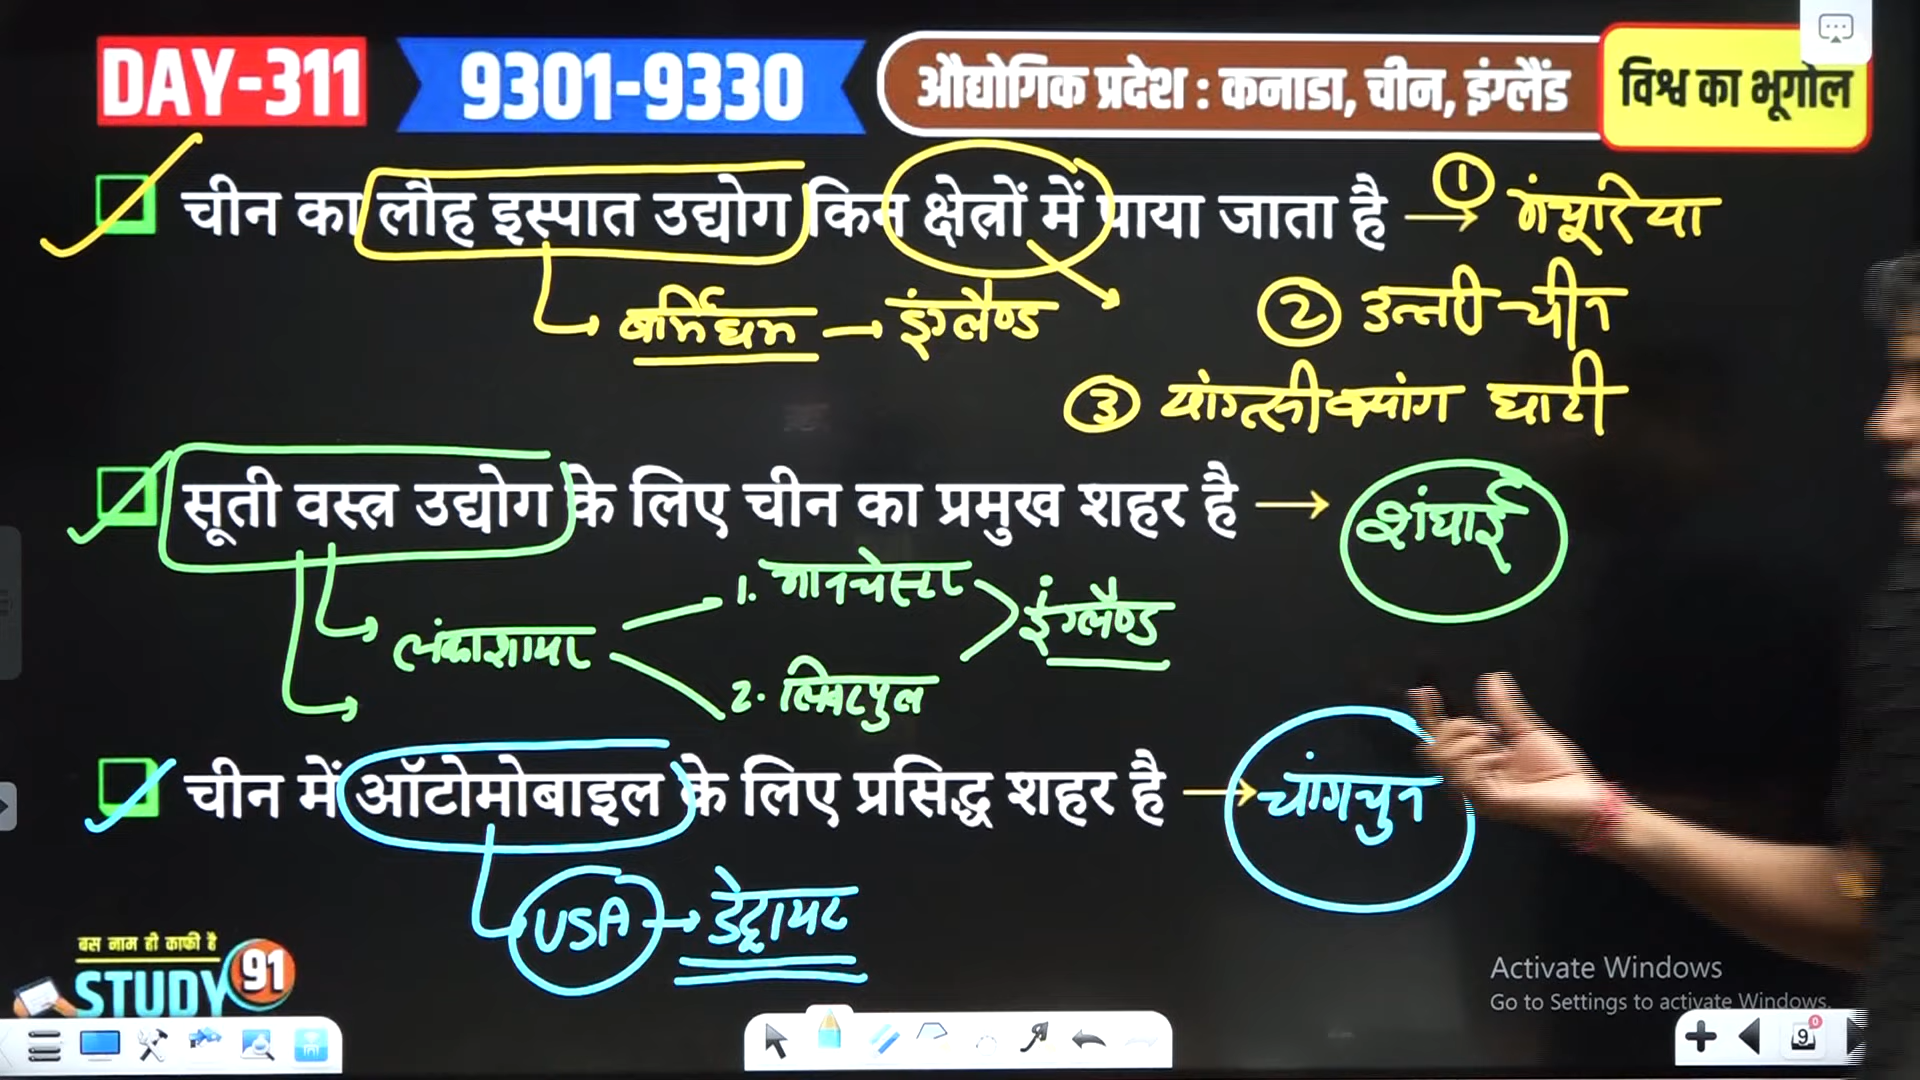 DAY-311 9301-9330 औद्योगिक प्रदेश : कनाडा, चीन, इंग्लैंड विश्व का भूगोल
चीन का लौह इस्पात उद्योग किन क्षेत्रों में पाया जाता है → ① मंचूरिया
बर्मिंघम → इंग्लैण्ड
② उत्तरी चीन
③ यांग्त्सीक्यांग घाटी
सूती वस्त्र उद्योग के लिए चीन का प्रमुख शहर है → शंघाई
लंकाशायर
1. मानचेस्टर
2. लिवरपुल
इंग्लैण्ड
चीन में ऑटोमोबाइल के लिए प्रसिद्ध शहर है → चांगचुन
USA → डेट्रायट
बस नाम ही काफी है
STUDY 91
Activate Windows
Go to Settings to activate Windows.
9
0